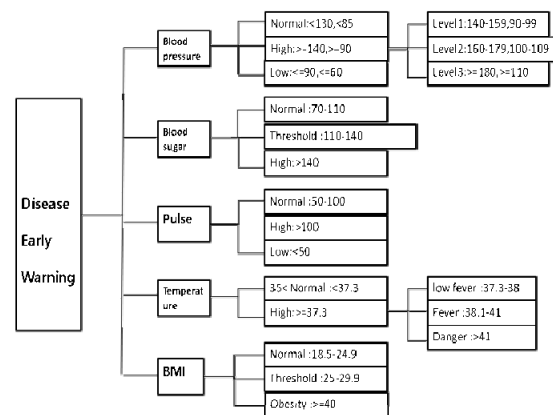 Disease
Early
Warning
Blood
pressure
Normal:<130,<85
High:>-140,>-90
Low:<=90,<=60
Level1:140-159,90-99
Level2:160-179,100-109
Level3:>=180,>=110
Blood
sugar
Normal :70-110
Threshold :110-140
High:>140
Pulse
Normal :50-100
High:>100
Low:<50
Temperat
ure
35< Normal :<37.3
High:>=37.3
low fever :37.3-38
Fever :38.1-41
Danger :>41
BMI
Normal :18.5-24.9
Threshold :25-29.9
Obesity :>=40